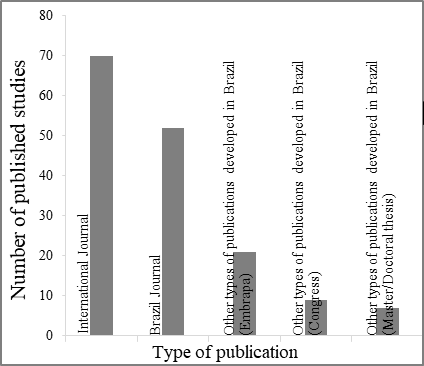 80
70
60
50
40
30
20
10
0
Number of published studies
International Journal
Brazil Journal
Other types of publications developed in Brazil
(Embrapa)
Other types of publications developed in Brazil
(Congress)
Other types of publications developed in Brazil
(Master/Doctoral thesis)
Type of publication